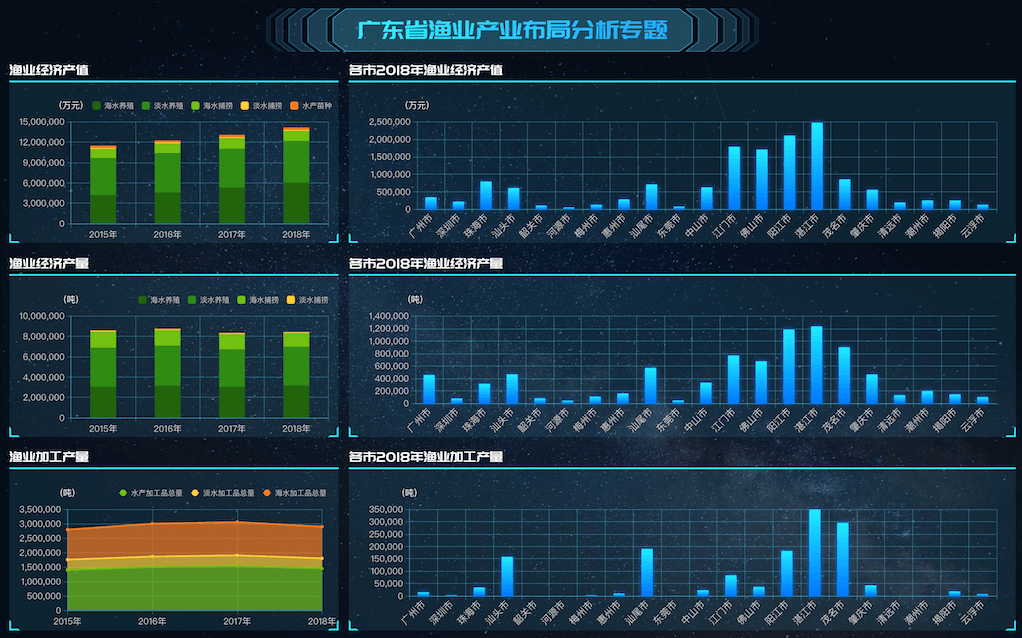 广东省渔业产业布局分析专题
渔业经济产值
(万元) 海水养殖 淡水养殖 海水捕捞 淡水捕捞 水产苗种
15,000,000
12,000,000
9,000,000
6,000,000
3,000,000
0
2015年 2016年 2017年 2018年
各市2018年渔业经济产值
(万元)
2,500,000
2,000,000
1,500,000
1,000,000
500,000
0
广州市 深圳市 珠海市 汕头市 韶关市 河源市 梅州市 惠州市 汕尾市 东莞市 中山市 江门市 佛山市 阳江市 湛江市 茂名市 肇庆市 清远市 潮州市 揭阳市 云浮市
渔业经济产量
(吨) 海水养殖 淡水养殖 海水捕捞 淡水捕捞
10,000,000
8,000,000
6,000,000
4,000,000
2,000,000
0
2015年 2016年 2017年 2018年
各市2018年渔业经济产量
(吨)
1,400,000
1,200,000
1,000,000
800,000
600,000
400,000
200,000
0
广州市 深圳市 珠海市 汕头市 韶关市 河源市 梅州市 惠州市 汕尾市 东莞市 中山市 江门市 佛山市 阳江市 湛江市 茂名市 肇庆市 清远市 潮州市 揭阳市 云浮市
渔业加工产量
(吨) 水产加工品总量 淡水加工品总量 海水加工品总量
3,500,000
3,000,000
2,500,000
2,000,000
1,500,000
1,000,000
500,000
0
2015年 2016年 2017年 2018年
各市2018年渔业加工产量
(吨)
350,000
300,000
250,000
200,000
150,000
100,000
50,000
0
广州市 深圳市 珠海市 汕头市 韶关市 河源市 梅州市 惠州市 汕尾市 东莞市 中山市 江门市 佛山市 阳江市 湛江市 茂名市 肇庆市 清远市 潮州市 揭阳市 云浮市